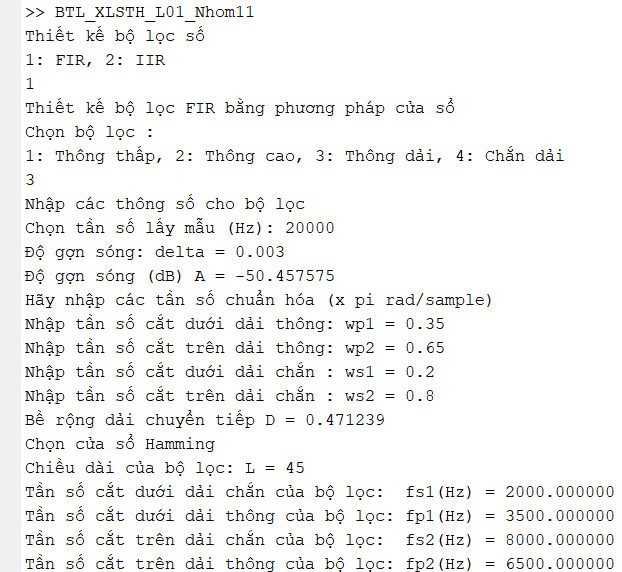 >> BTL_XLSTH_L01_Nhom11
Thiết kế bộ lọc số
1: FIR, 2: IIR
1
Thiết kế bộ lọc FIR bằng phương pháp cửa sổ
Chọn bộ lọc :
1: Thông thấp, 2: Thông cao, 3: Thông dải, 4: Chắn dải
3
Nhập các thông số cho bộ lọc
Chọn tần số lấy mẫu (Hz): 20000
Độ gợn sóng: delta = 0.003
Độ gợn sóng (dB) A = -50.457575
Hãy nhập các tần số chuẩn hóa (x pi rad/sample)
Nhập tần số cắt dưới dải thông: wp1 = 0.35
Nhập tần số cắt trên dải thông: wp2 = 0.65
Nhập tần số cắt dưới dải chắn : ws1 = 0.2
Nhập tần số cắt trên dải chắn : ws2 = 0.8
Bề rộng dải chuyển tiếp D = 0.471239
Chọn cửa sổ Hamming
Chiều dài của bộ lọc: L = 45
Tần số cắt dưới dải chắn của bộ lọc:  fs1(Hz) = 2000.000000
Tần số cắt dưới dải thông của bộ lọc: fp1(Hz) = 3500.000000
Tần số cắt trên dải chắn của bộ lọc:  fs2(Hz) = 8000.000000
Tần số cắt trên dải thông của bộ lọc: fp2(Hz) = 6500.000000